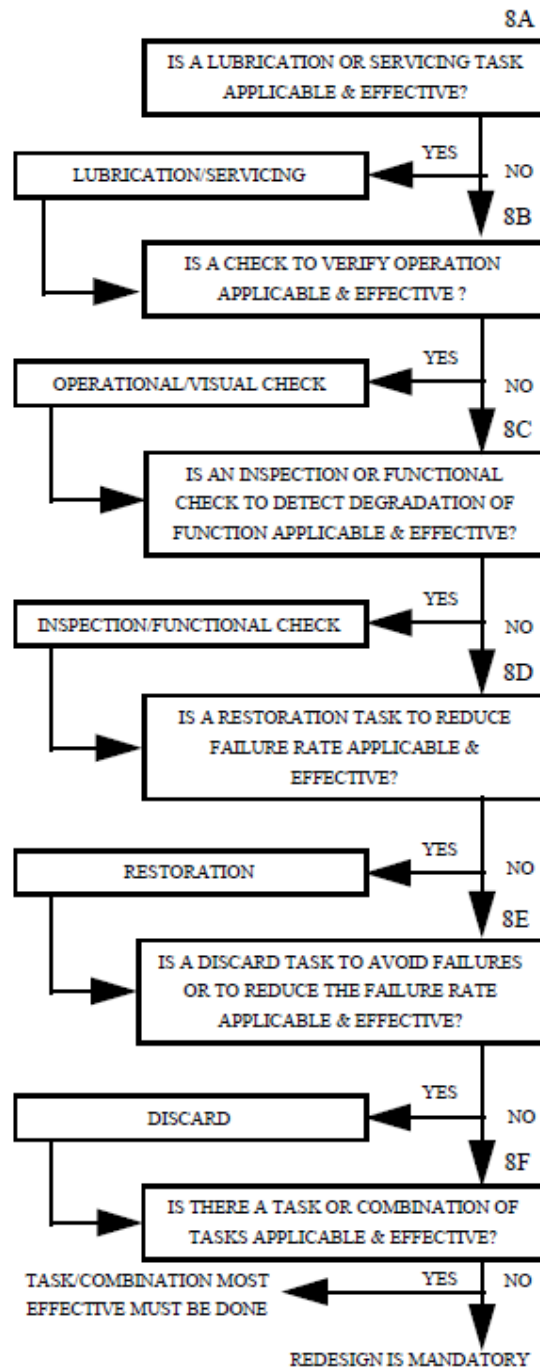 8A
IS A LUBRICATION OR SERVICING TASK
APPLICABLE & EFFECTIVE?
YES
NO
LUBRICATION/SERVICING
8B
IS A CHECK TO VERIFY OPERATION
APPLICABLE & EFFECTIVE ?
YES
NO
OPERATIONAL/VISUAL CHECK
8C
IS AN INSPECTION OR FUNCTIONAL
CHECK TO DETECT DEGRADATION OF
FUNCTION APPLICABLE & EFFECTIVE?
YES
NO
INSPECTION/FUNCTIONAL CHECK
8D
IS A RESTORATION TASK TO REDUCE
FAILURE RATE APPLICABLE &
EFFECTIVE?
YES
NO
RESTORATION
8E
IS A DISCARD TASK TO AVOID FAILURES
OR TO REDUCE THE FAILURE RATE
APPLICABLE & EFFECTIVE?
YES
NO
DISCARD
8F
IS THERE A TASK OR COMBINATION OF
TASKS APPLICABLE & EFFECTIVE?
YES
NO
TASK/COMBINATION MOST
EFFECTIVE MUST BE DONE
REDESIGN IS MANDATORY